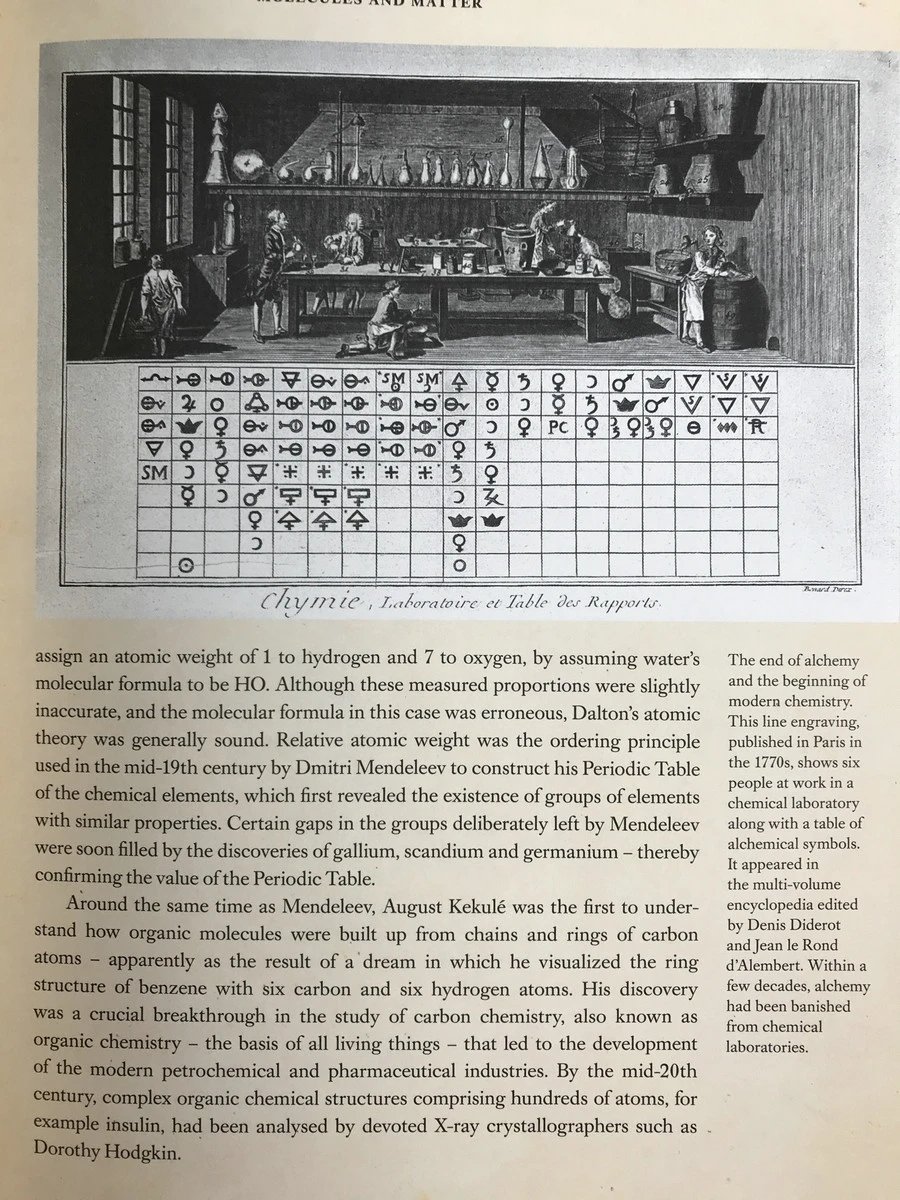 MOLECULES AND MATTER
SM SM SM
PC
SM
Chymie, Laboratoire et Table des Rapports.
Benard Direx.
assign an atomic weight of 1 to hydrogen and 7 to oxygen, by assuming water’s
molecular formula to be HO. Although these measured proportions were slightly
inaccurate, and the molecular formula in this case was erroneous, Dalton’s atomic
theory was generally sound. Relative atomic weight was the ordering principle
used in the mid-19th century by Dmitri Mendeleev to construct his Periodic Table
of the chemical elements, which first revealed the existence of groups of elements
with similar properties. Certain gaps in the groups deliberately left by Mendeleev
were soon filled by the discoveries of gallium, scandium and germanium – thereby
confirming the value of the Periodic Table.
Around the same time as Mendeleev, August Kekulé was the first to under-
stand how organic molecules were built up from chains and rings of carbon
atoms – apparently as the result of a dream in which he visualized the ring
structure of benzene with six carbon and six hydrogen atoms. His discovery
was a crucial breakthrough in the study of carbon chemistry, also known as
organic chemistry – the basis of all living things – that led to the development
of the modern petrochemical and pharmaceutical industries. By the mid-20th
century, complex organic chemical structures comprising hundreds of atoms, for
example insulin, had been analysed by devoted X-ray crystallographers such as
Dorothy Hodgkin.
The end of alchemy
and the beginning of
modern chemistry.
This line engraving,
published in Paris in
the 1770s, shows six
people at work in a
chemical laboratory
along with a table of
alchemical symbols.
It appeared in
the multi-volume
encyclopedia edited
by Denis Diderot
and Jean le Rond
d’Alembert. Within a
few decades, alchemy
had been banished
from chemical
laboratories.